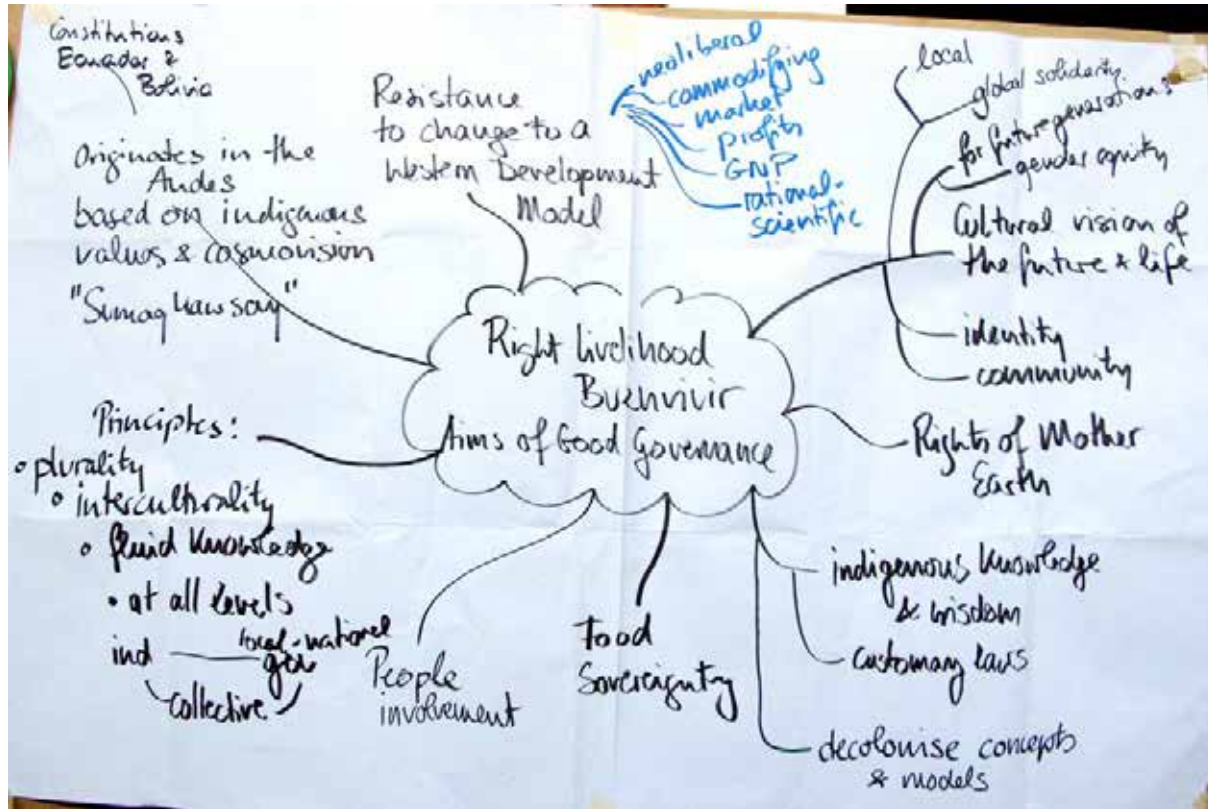 Constitutions
Ecuador &
Bolivia
Originates in the
Andes
based on indigenous
values & cosmovision
"Sumaq kawsay"
Resistance
to change to a
Western Development
Model
neoliberal
commodifying
market
profits
GNP
rational-
scientific
local
global solidarity
for future generations
gender equity
Cultural vision of
the future & life
identity
community
Right livelihood
Buenvivir
Aims of Good Governance
Rights of Mother
Earth
Principles:
• plurality
• interculturality
• fluid knowledge
• at all levels
local-national
ind
collective
People
involvement
Food
Sovereignty
indigenous knowledge
& wisdom
customary laws
decolonise concepts
& models